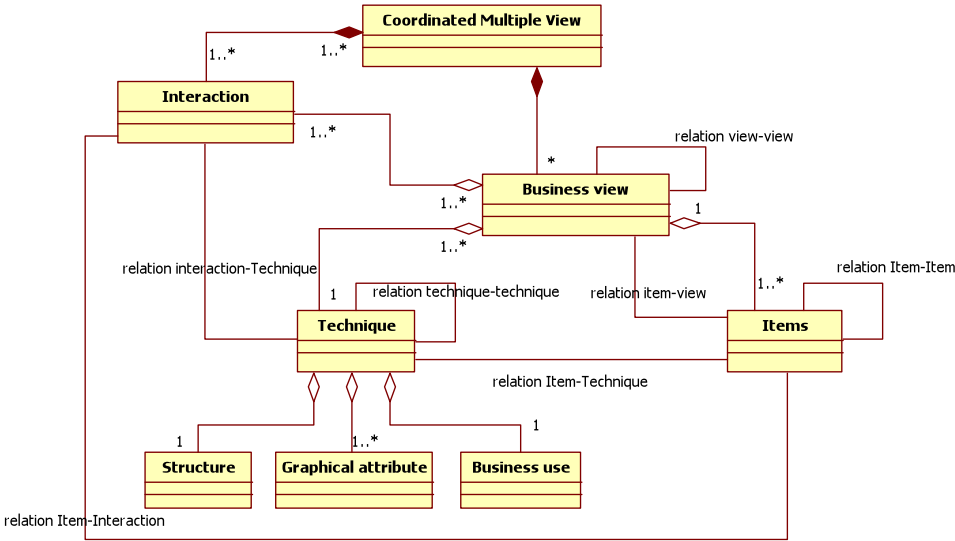 Coordinated Multiple View
1..*
1..*
Interaction
1..*
relation view-view
*
Business view
1..*
1
1..*
relation interaction-Technique
relation item-view
1..*
relation Item-Item
1
relation technique-technique
Technique
Items
relation Item-Technique
1
1..*
1
Structure
Graphical attribute
Business use
relation Item-Interaction